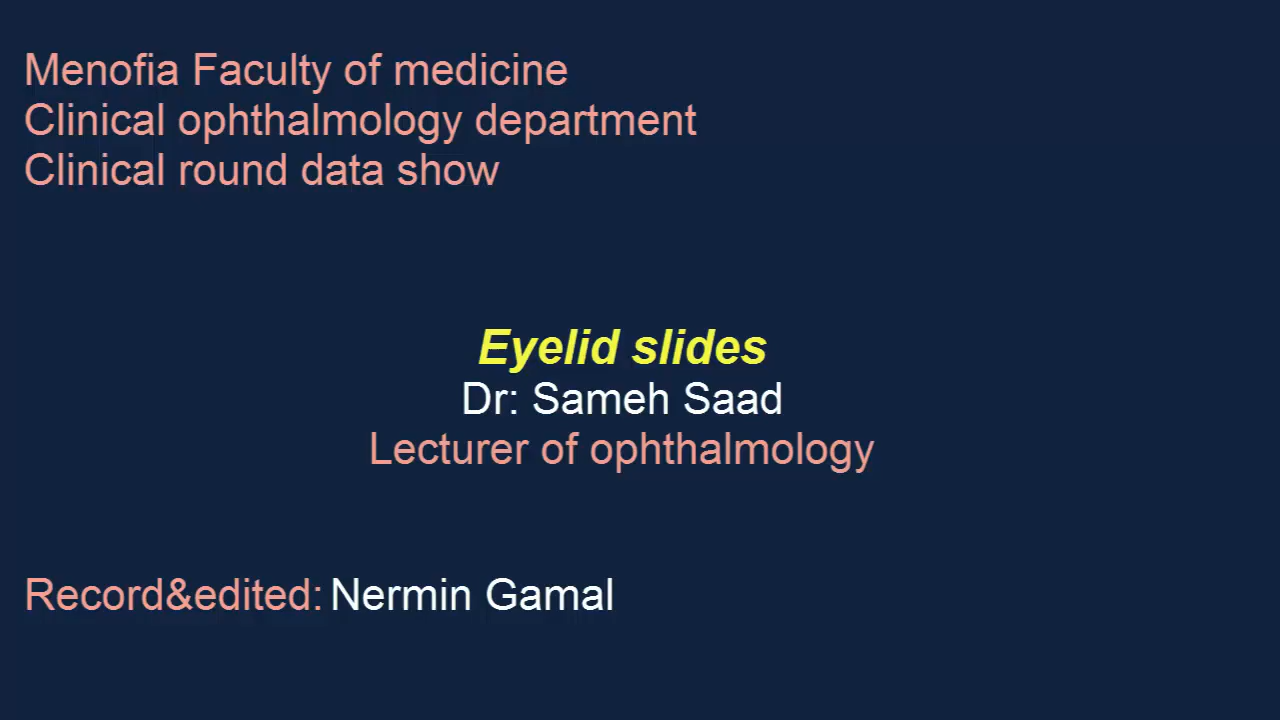 Menofia Faculty of medicine
Clinical ophthalmology department
Clinical round data show
Eyelid slides
Dr: Sameh Saad
Lecturer of ophthalmology
Record&edited: Nermin Gamal